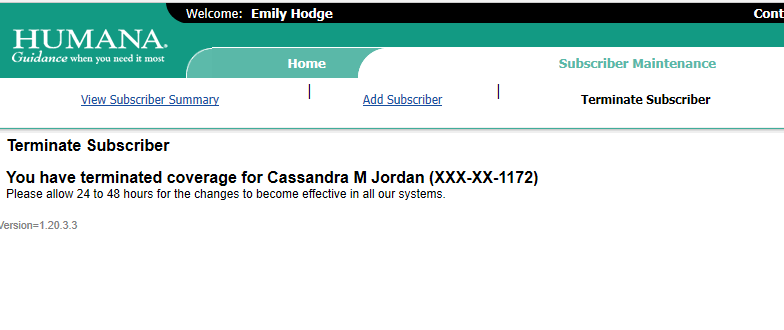 Welcome: Emily Hodge
Cont
HUMANA.
Guidance when you need it most
Home
Subscriber Maintenance
View Subscriber Summary | Add Subscriber | Terminate Subscriber
Terminate Subscriber
You have terminated coverage for Cassandra M Jordan (XXX-XX-1172)
Please allow 24 to 48 hours for the changes to become effective in all our systems.
Version=1.20.3.3